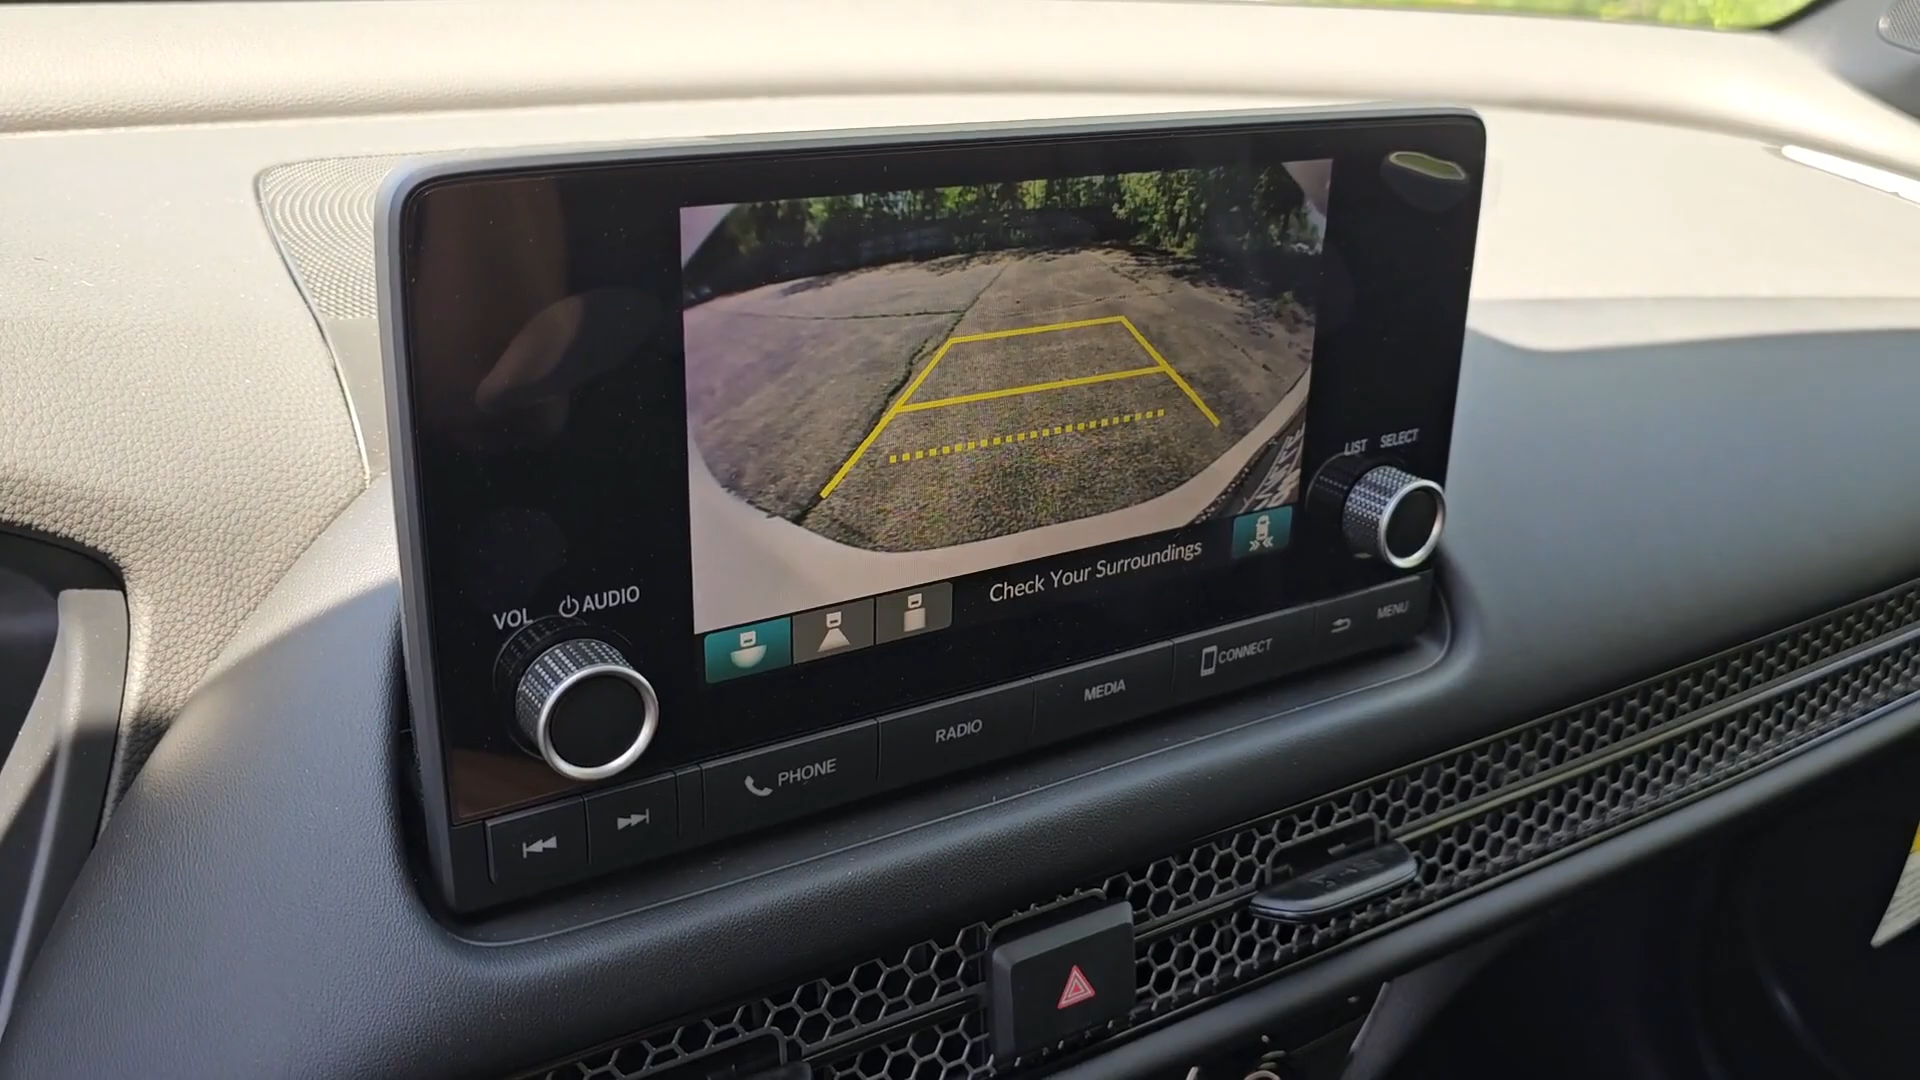 LIST SELECT
VOL AUDIO
Check Your Surroundings
PHONE
RADIO
MEDIA
CONNECT
MENU